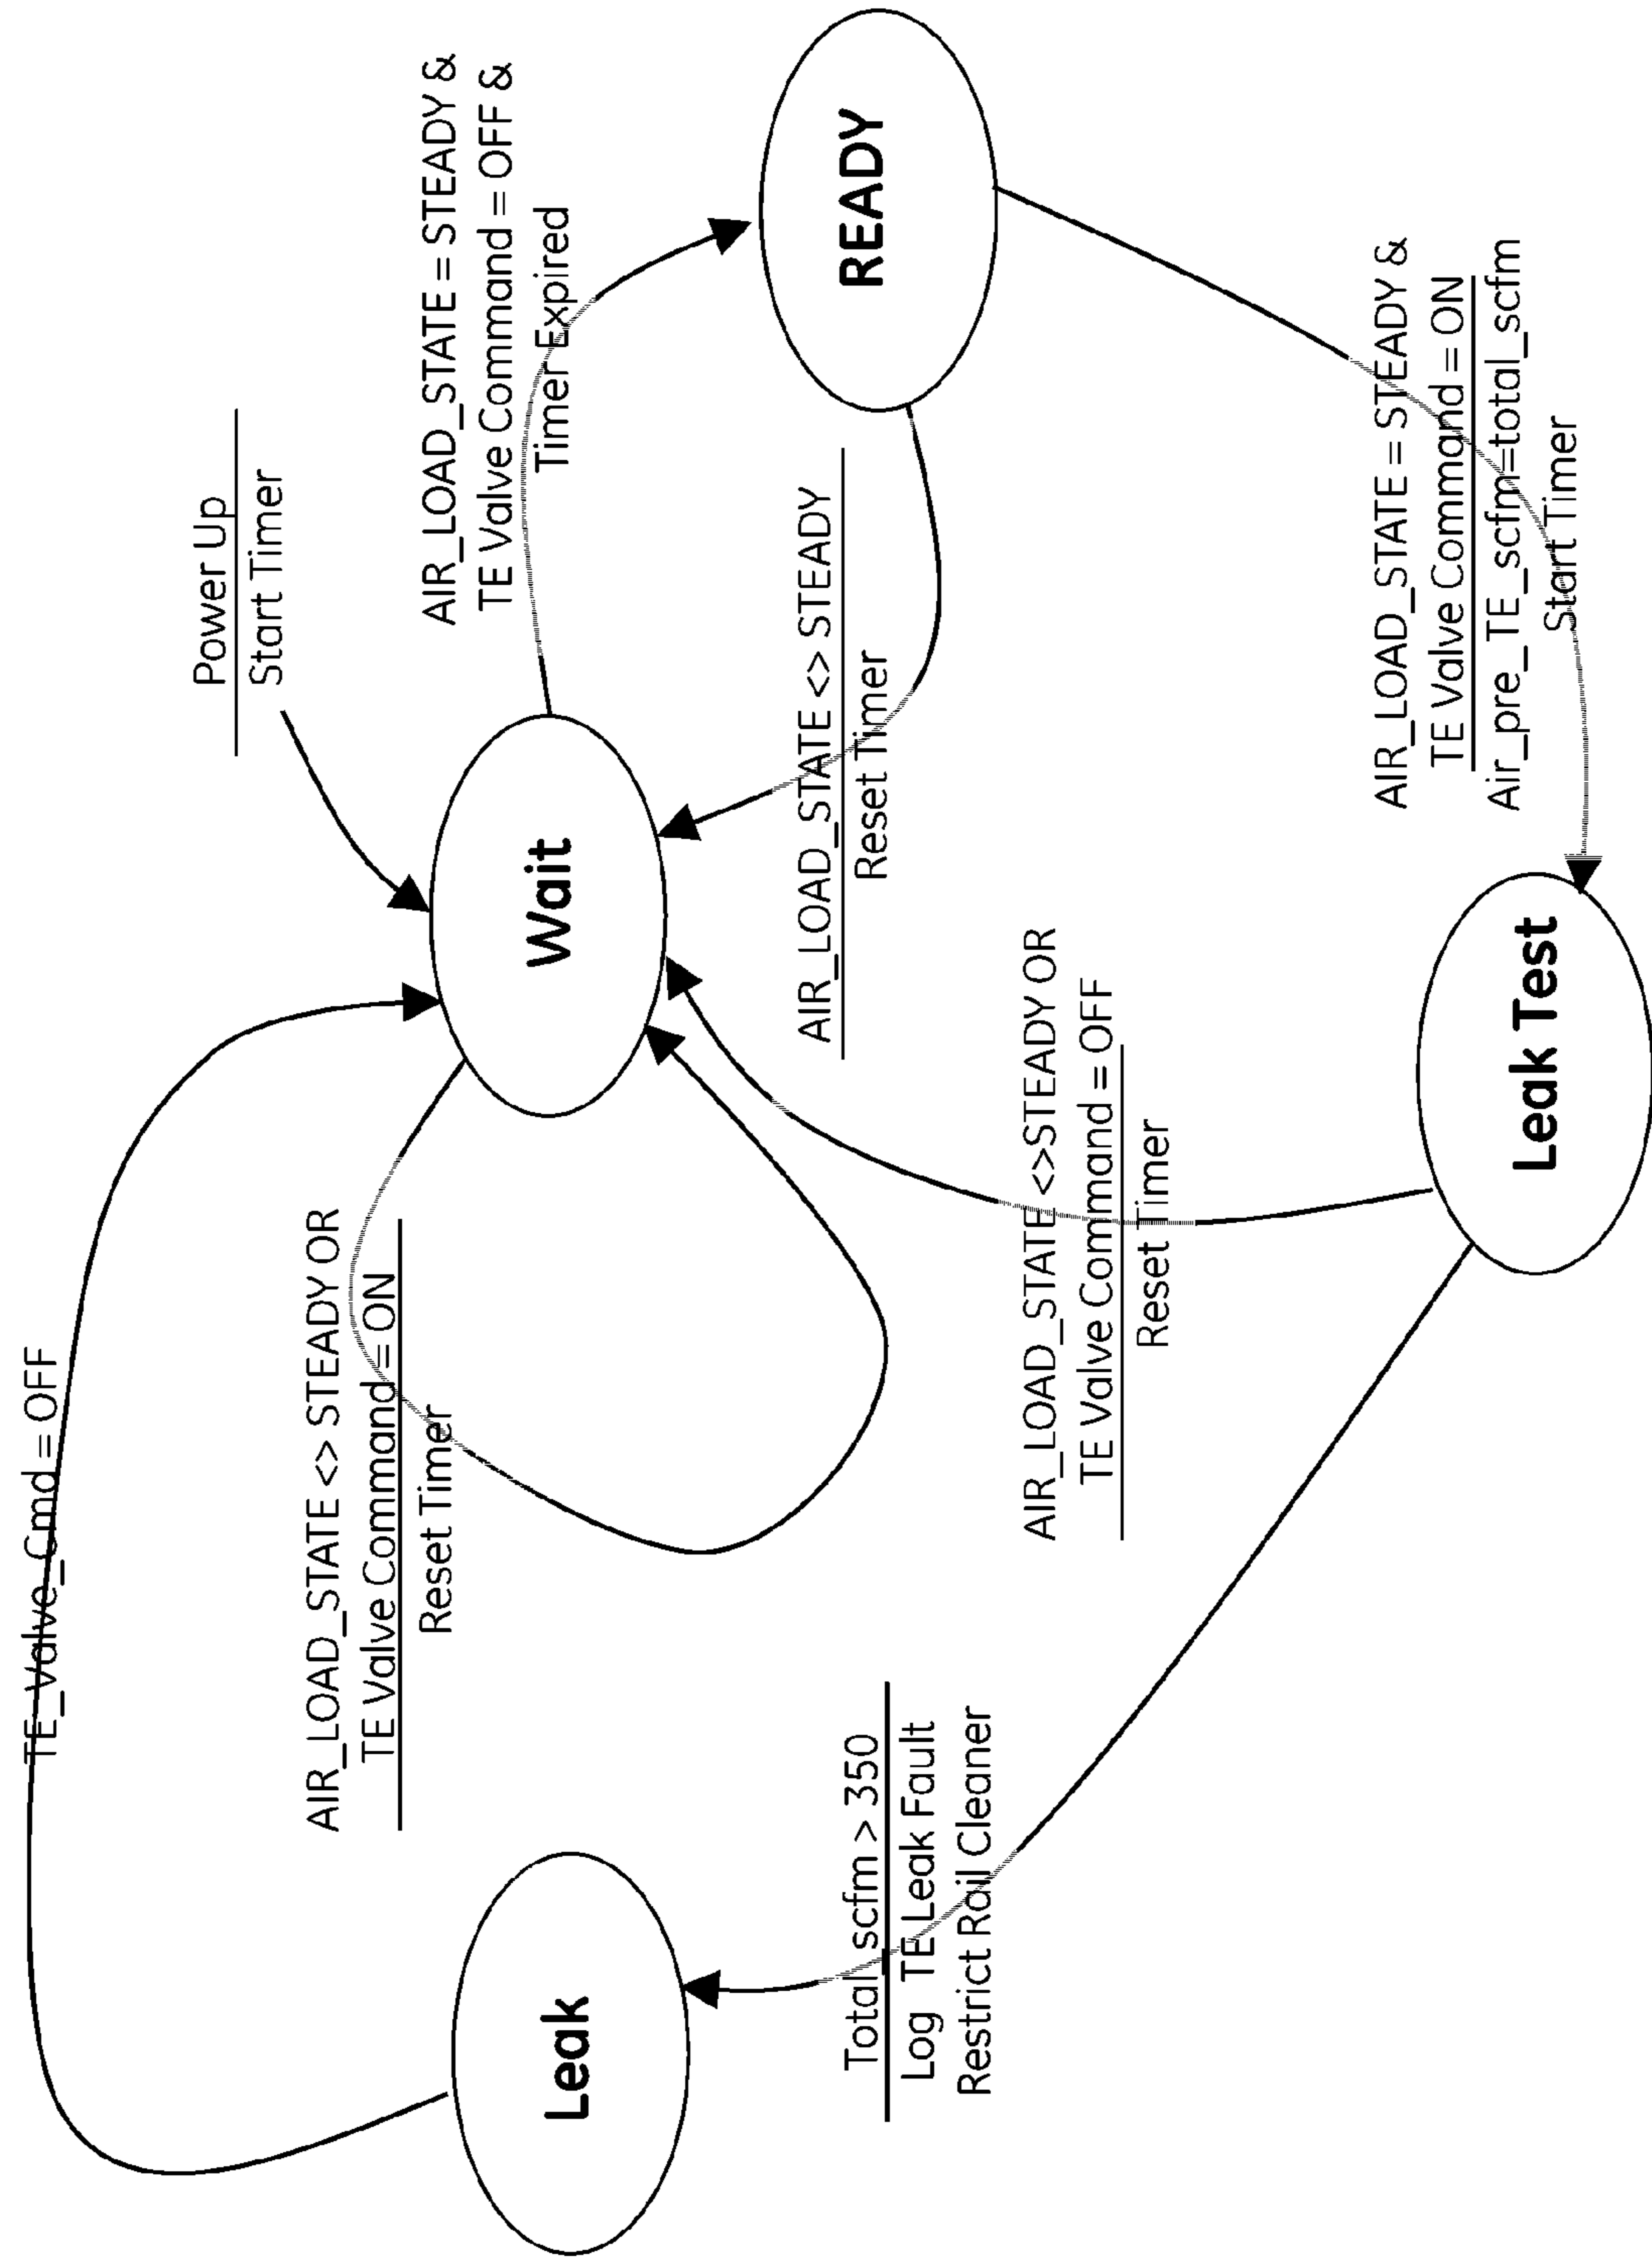 TE_Valve_Cmd = OFF
Power Up
Start Timer
AIR_LOAD_STATE <> STEADY OR
TE Valve Command = ON
Reset Timer
AIR_LOAD_STATE = STEADY &
TE Valve Command = OFF &
Timer Expired
Leak
Wait
READY
AIR_LOAD_STATE <> STEADY
Reset Timer
Total scfm > 350
Log TE Leak Fault
Restrict Rail Cleaner
AIR_LOAD_STATE <>STEADY OR
TE Valve Command = OFF
Reset Timer
AIR_LOAD_STATE = STEADY &
TE Valve Command = ON
Air_pre_TE_scfm=total_scfm
Start Timer
Leak Test